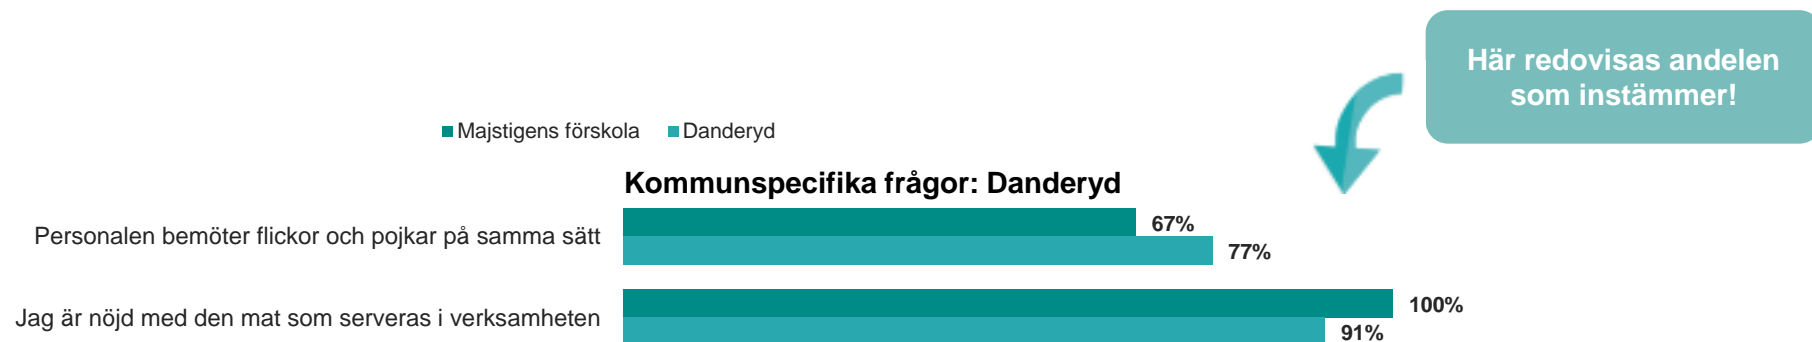 Här redovisas andelen
som instämmer!
Majstigens förskola Danderyd
Kommunspecifika frågor: Danderyd
Personalen bemöter flickor och pojkar på samma sätt
67%
77%
Jag är nöjd med den mat som serveras i verksamheten
100%
91%